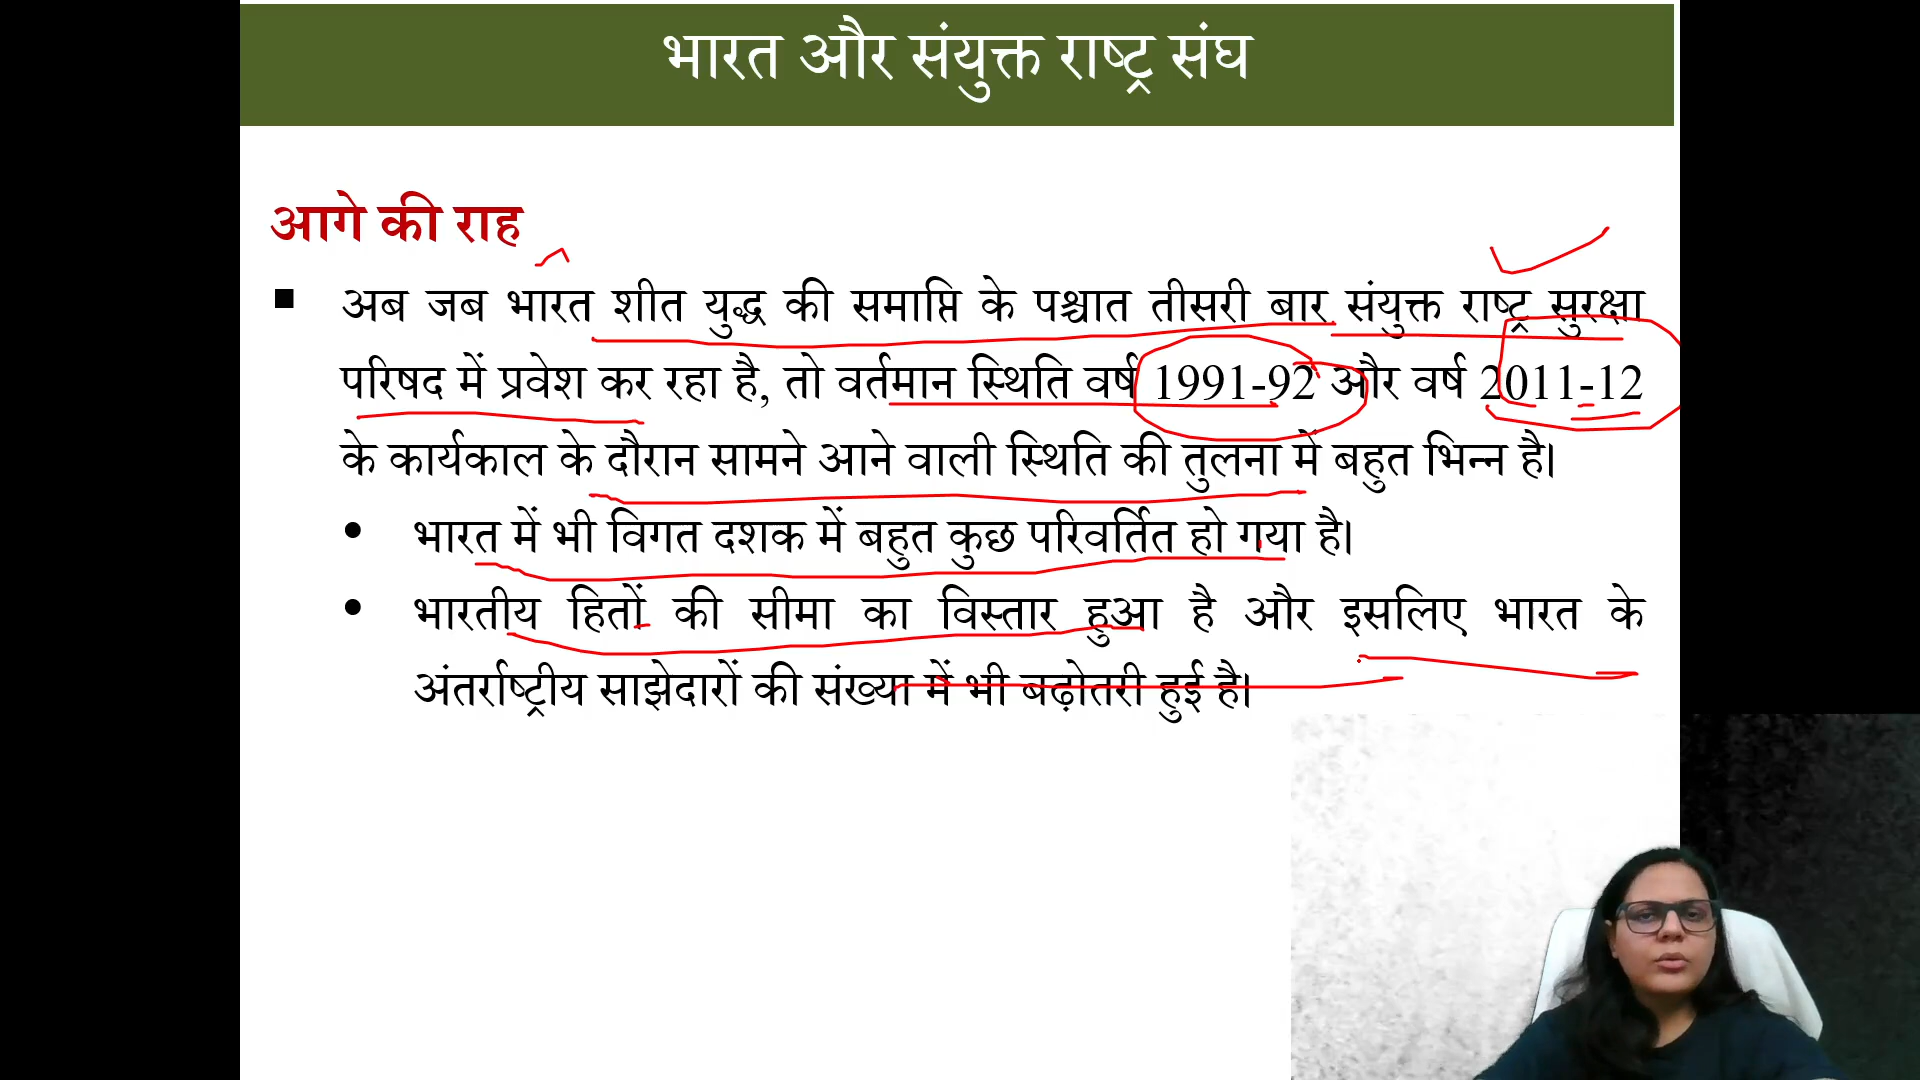 भारत और संयुक्त राष्ट्र संघ
आगे की राह
▪ अब जब भारत शीत युद्ध की समाप्ति के पश्चात तीसरी बार संयुक्त राष्ट्र सुरक्षा
परिषद में प्रवेश कर रहा है, तो वर्तमान स्थिति वर्ष 1991-92 और वर्ष 2011-12
के कार्यकाल के दौरान सामने आने वाली स्थिति की तुलना में बहुत भिन्न है।
• भारत में भी विगत दशक में बहुत कुछ परिवर्तित हो गया है।
• भारतीय हितों की सीमा का विस्तार हुआ है और इसलिए भारत के
अंतर्राष्ट्रीय साझेदारों की संख्या में भी बढ़ोतरी हुई है।